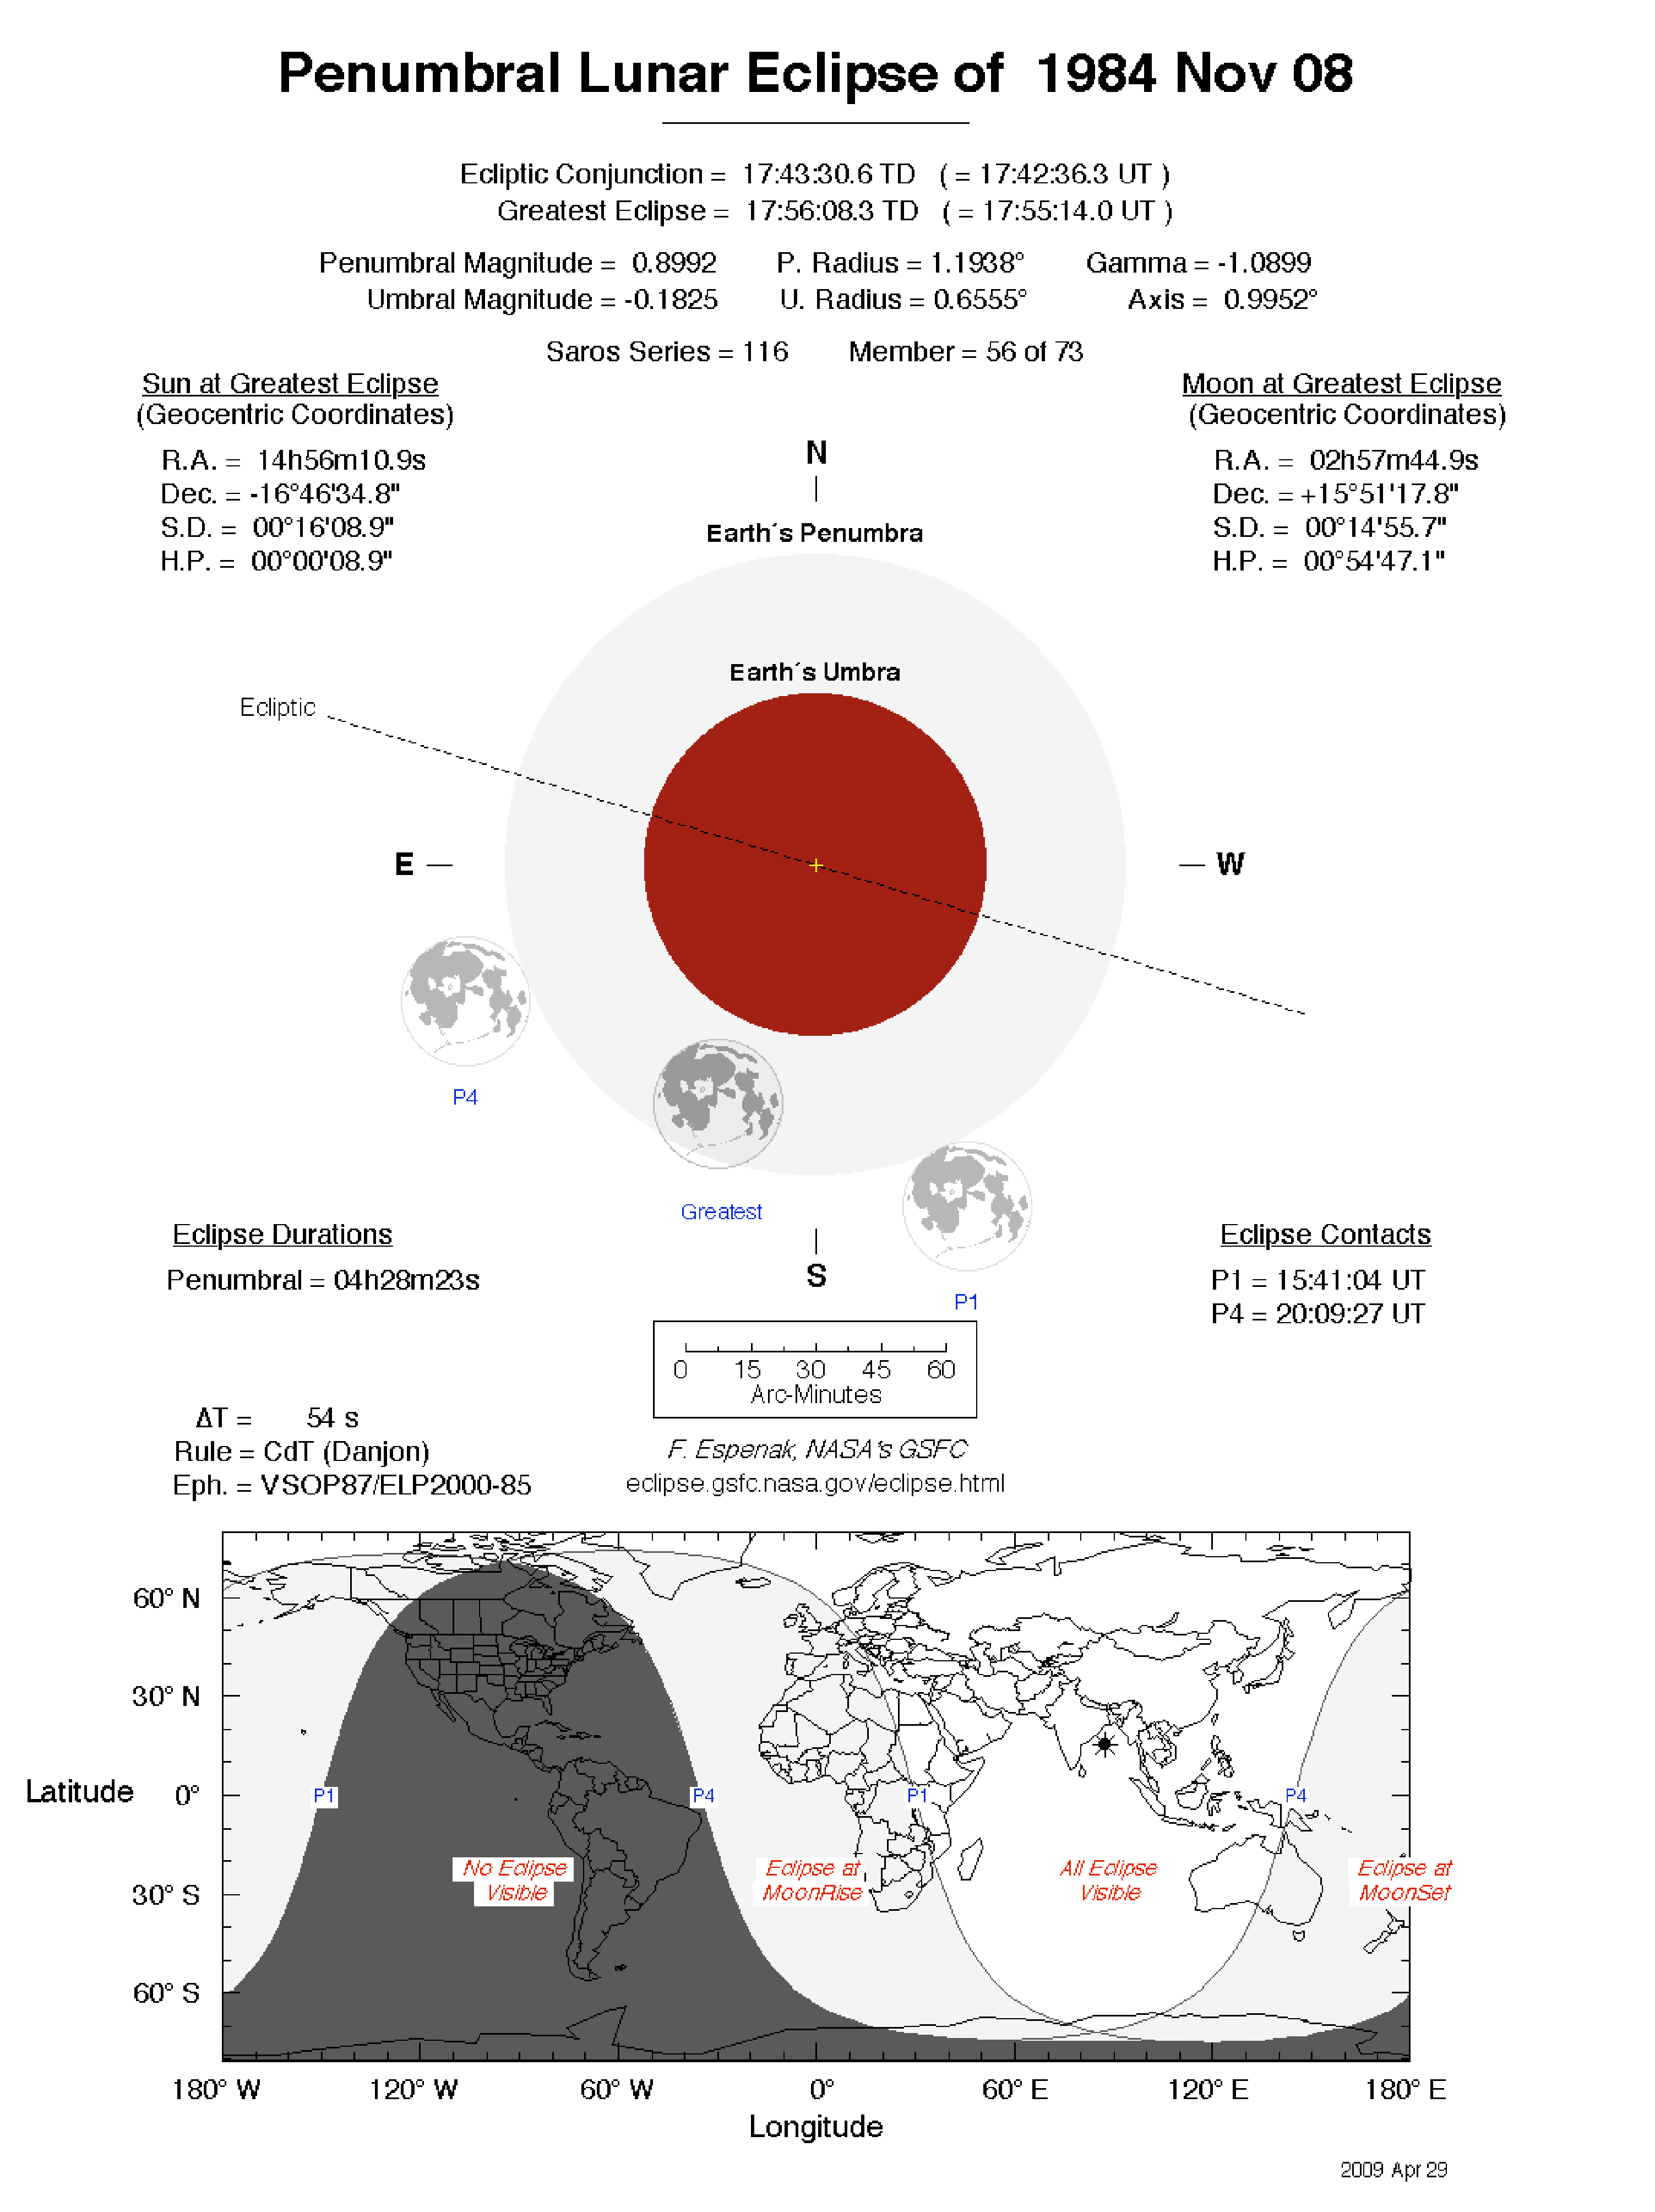 Penumbral Lunar Eclipse of 1984 Nov 08
Ecliptic Conjunction = 17:43:30.6 TD ( = 17:42:36.3 UT )
Greatest Eclipse = 17:56:08.3 TD ( = 17:55:14.0 UT )
Penumbral Magnitude = 0.8992 P. Radius = 1.1938° Gamma = -1.0899
Umbral Magnitude = -0.1825 U. Radius = 0.6555° Axis = 0.9952°
Saros Series = 116 Member = 56 of 73
Sun at Greatest Eclipse
(Geocentric Coordinates)
R.A. = 14h56m10.9s
Dec. = -16°46'34.8"
S.D. = 00°16'08.9"
H.P. = 00°00'08.9"
Moon at Greatest Eclipse
(Geocentric Coordinates)
R.A. = 02h57m44.9s
Dec. = +15°51'17.8"
S.D. = 00°14'55.7"
H.P. = 00°54'47.1"
N
Earth´s Penumbra
Earth´s Umbra
Ecliptic
E
W
P4
Greatest
S
P1
Eclipse Durations
Penumbral = 04h28m23s
Eclipse Contacts
P1 = 15:41:04 UT
P4 = 20:09:27 UT
0 15 30 45 60
Arc-Minutes
ΔT = 54 s
Rule = CdT (Danjon)
Eph. = VSOP87/ELP2000-85
F. Espenak, NASA's GSFC
eclipse.gsfc.nasa.gov/eclipse.html
60° N
30° N
Latitude 0°
30° S
60° S
P1
P4
P1
P4
No Eclipse
Visible
Eclipse at
MoonRise
All Eclipse
Visible
Eclipse at
MoonSet
180° W 120° W 60° W 0° 60° E 120° E 180° E
Longitude
2009 Apr 29